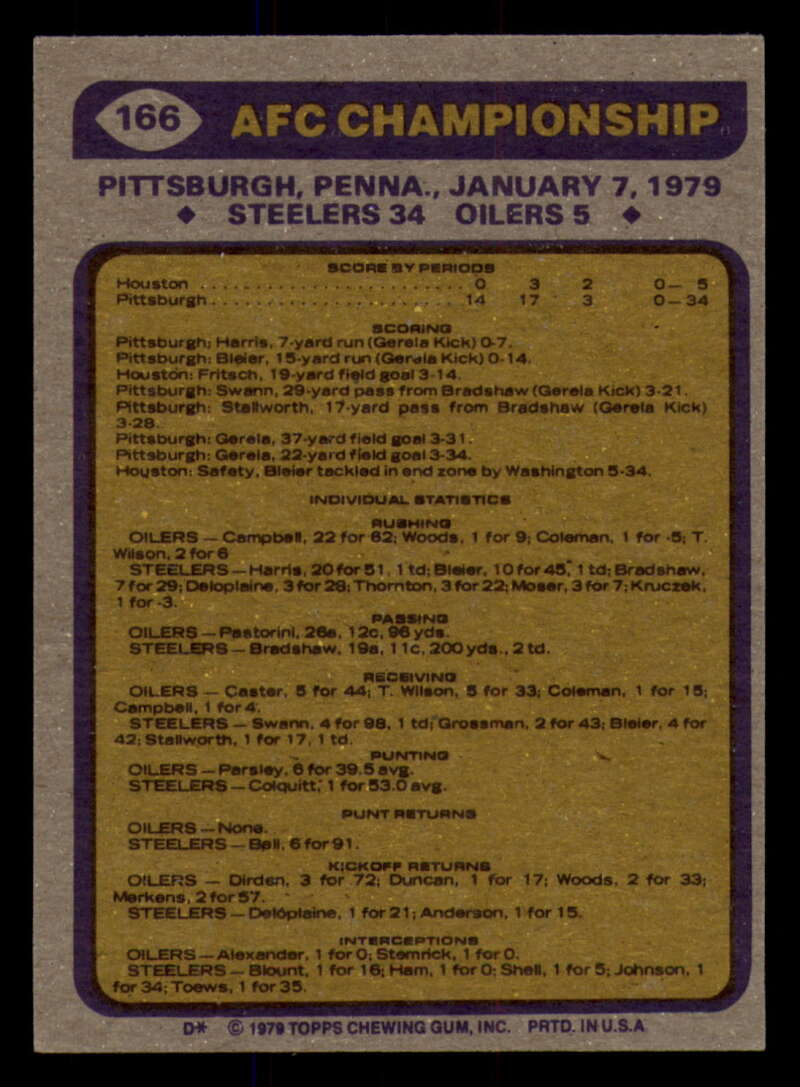 166 AFC CHAMPIONSHIP
PITTSBURGH, PENNA., JANUARY 7, 1979
◆ STEELERS 34 OILERS 5 ◆
SCORE BY PERIODS
Houston . . . . . . . . . . . . . . . . . . . . . . . . 0 3 2 0— 5
Pittsburgh . . . . . . . . . . . . . . . . . . . . . . . 14 17 3 0—34
SCORING
Pittsburgh: Harris, 7-yard run (Gerela Kick) 0-7.
Pittsburgh: Bleier, 15-yard run (Gerela Kick) 0-14.
Houston: Fritsch, 19-yard field goal 3-14.
Pittsburgh: Swann, 29-yard pass from Bradshaw (Gerela Kick) 3-21.
Pittsburgh: Stallworth, 17-yard pass from Bradshaw (Gerela Kick)
3-28.
Pittsburgh: Gerela, 37-yard field goal 3-31.
Pittsburgh: Gerela, 22-yard field goal 3-34.
Houston: Safety, Bleier tackled in end zone by Washington 5-34.
INDIVIDUAL STATISTICS
RUSHING
OILERS — Campbell, 22 for 62; Woods, 1 for 9; Coleman, 1 for -5; T.
Wilson, 2 for 6
STEELERS — Harris, 20 for 51, 1 td; Bleier, 10 for 45, 1 td; Bradshaw,
7 for 29; Deloplaine, 3 for 28; Thornton, 3 for 22; Moser, 3 for 7; Kruczek,
1 for -3.
PASSING
OILERS — Pastorini, 26a, 12c, 96 yds.
STEELERS — Bradshaw, 19a, 11c, 200 yds., 2 td.
RECEIVING
OILERS — Caster, 5 for 44; T. Wilson, 5 for 33; Coleman, 1 for 15;
Campbell, 1 for 4.
STEELERS — Swann, 4 for 98, 1 td; Grossman, 2 for 43; Bleier, 4 for
42; Stallworth, 1 for 17, 1 td.
PUNTING
OILERS — Parsley, 6 for 39.5 avg.
STEELERS — Colquitt, 1 for 53.0 avg.
PUNT RETURNS
OILERS — None.
STEELERS — Bell, 6 for 91.
KICKOFF RETURNS
OILERS — Dirden, 3 for 72; Duncan, 1 for 17; Woods, 2 for 33;
Merkens, 2 for 57.
STEELERS — Deloplaine, 1 for 21; Anderson, 1 for 15.
INTERCEPTIONS
OILERS — Alexander, 1 for 0; Stemrick, 1 for 0.
STEELERS — Blount, 1 for 16; Ham, 1 for 0; Shell, 1 for 5; Johnson, 1
for 34; Toews, 1 for 35.
D* © 1979 TOPPS CHEWING GUM, INC. PRTD. IN U.S.A